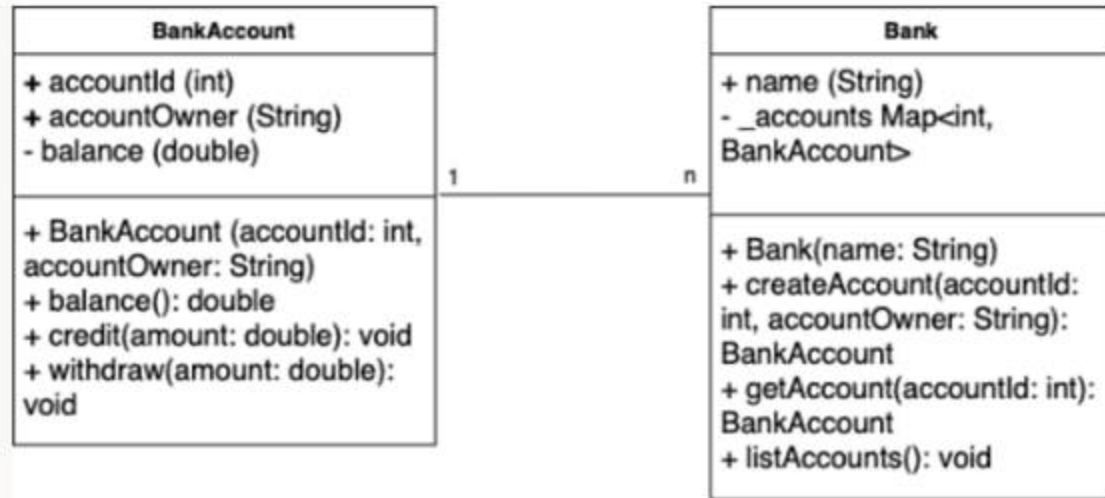 BankAccount
+ accountId (int)
+ accountOwner (String)
- balance (double)
+ BankAccount (accountId: int,
accountOwner: String)
+ balance(): double
+ credit(amount: double): void
+ withdraw(amount: double):
void
1
n
Bank
+ name (String)
- _accounts Map<int,
BankAccount>
+ Bank(name: String)
+ createAccount(accountId:
int, accountOwner: String):
BankAccount
+ getAccount(accountId: int):
BankAccount
+ listAccounts(): void